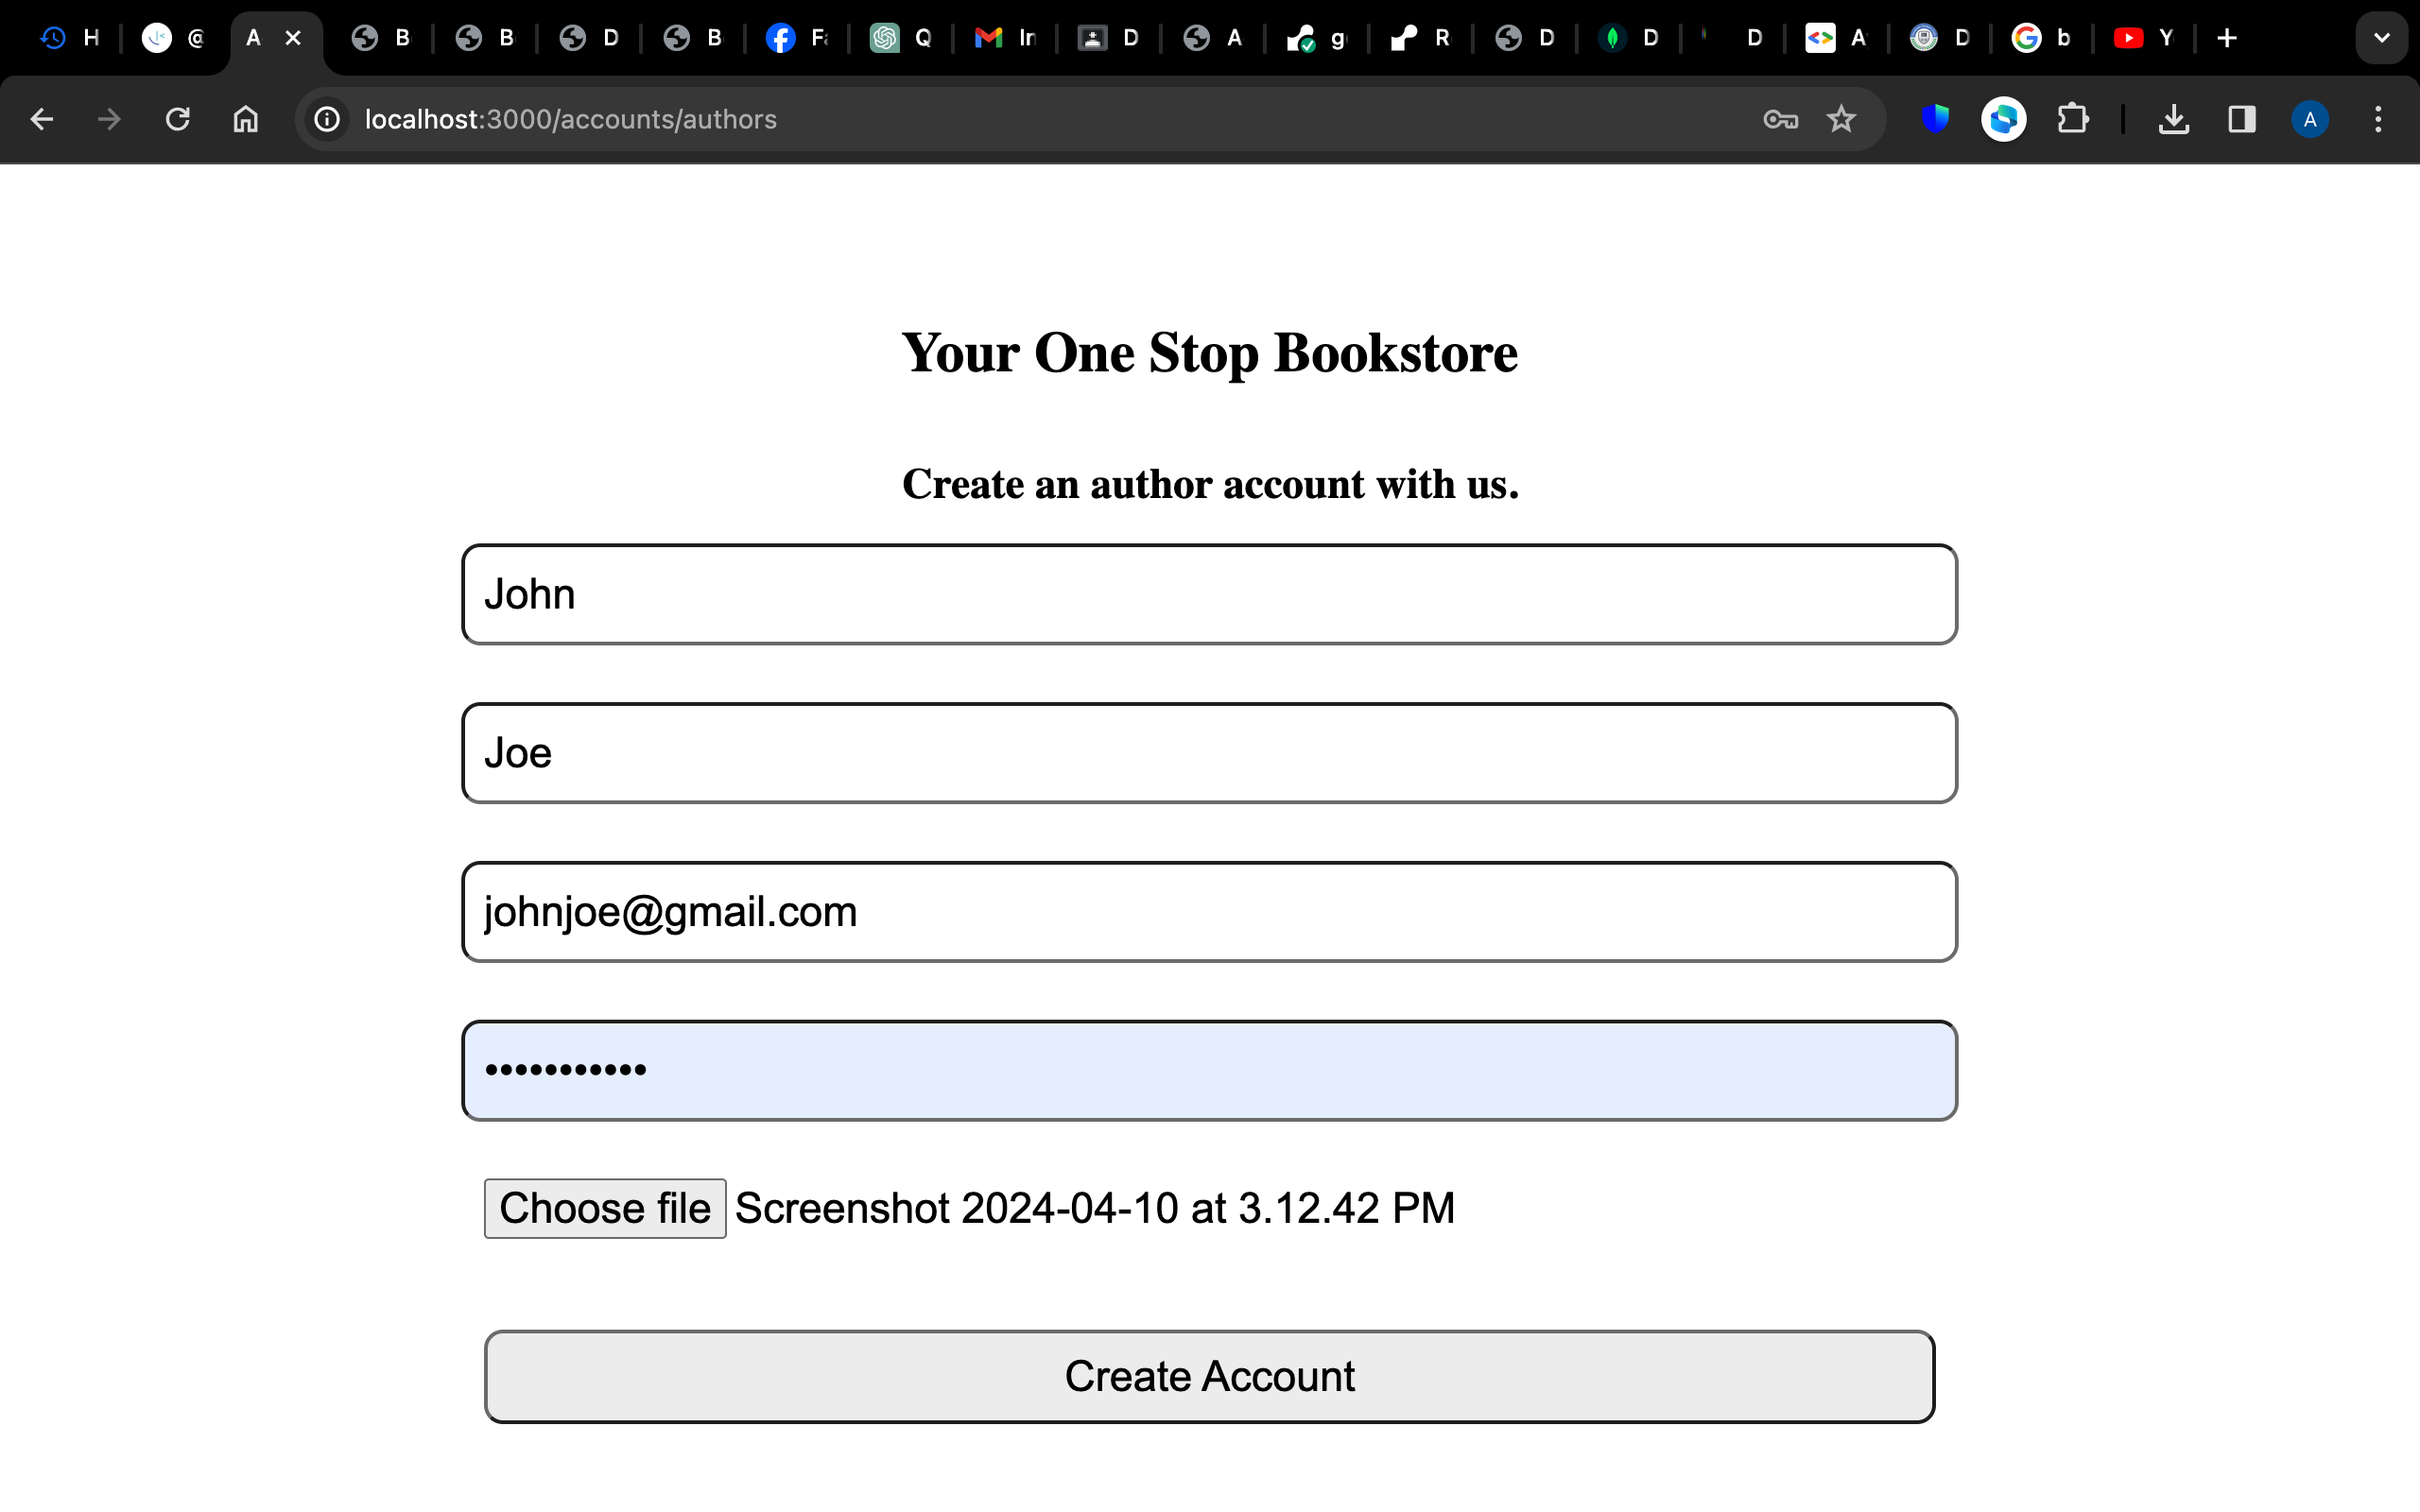 H @ A B B D B F Q In D A g R D D D A D b Y
localhost:3000/accounts/authors
A
Your One Stop Bookstore
Create an author account with us.
John
Joe
johnjoe@gmail.com
•••••••••••
Choose file Screenshot 2024-04-10 at 3.12.42 PM
Create Account